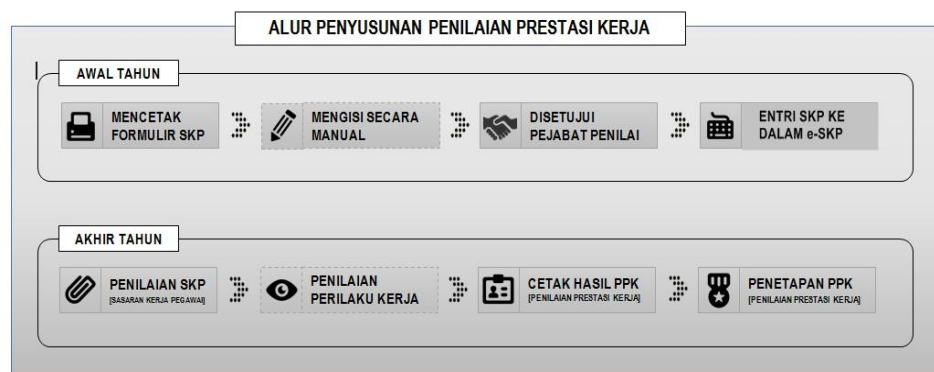 ALUR PENYUSUNAN PENILAIAN PRESTASI KERJA
AWAL TAHUN
MENCETAK
FORMULIR SKP
MENGISI SECARA
MANUAL
DISETUJUI
PEJABAT PENILAI
ENTRI SKP KE
DALAM e-SKP
AKHIR TAHUN
PENILAIAN SKP
[SASARAN KERJA PEGAWAI]
PENILAIAN
PERILAKU KERJA
CETAK HASIL PPK
[PENILAIAN PRESTASI KERJA]
PENETAPAN PPK
[PENILAIAN PRESTASI KERJA]